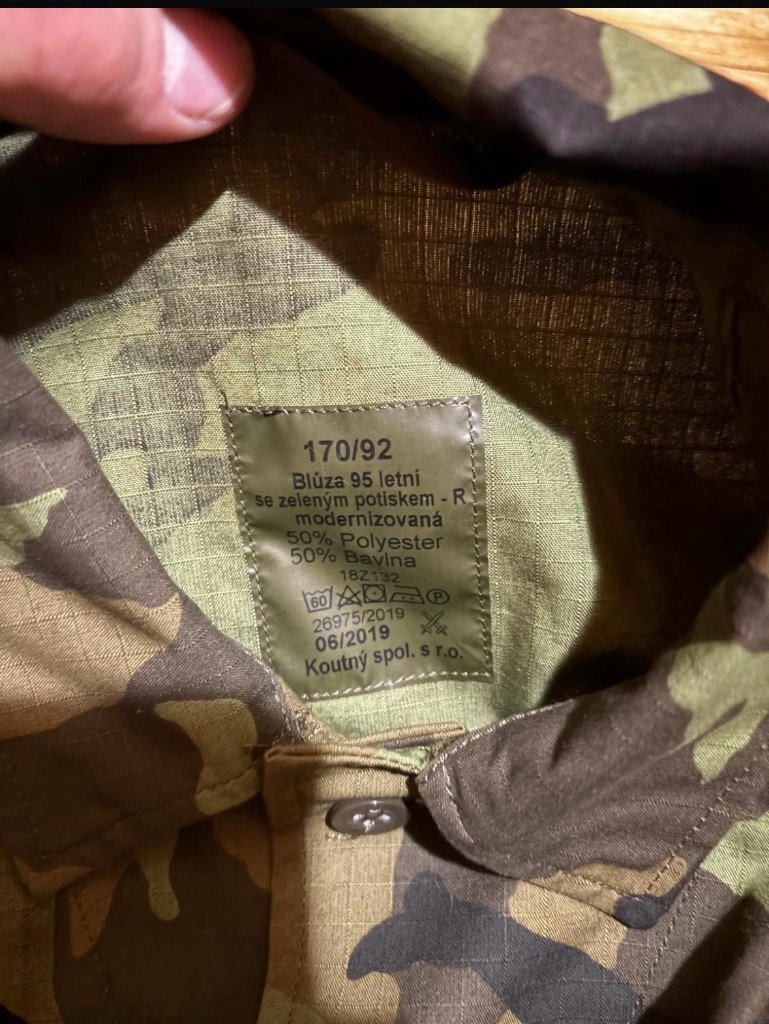 170/92
Blůza 95 letní
se zeleným potiskem - R
modernizovaná
50% Polyester
50% Bavlna
18Z132
60 P
26975/2019
06/2019
Koutný spol. s r.o.